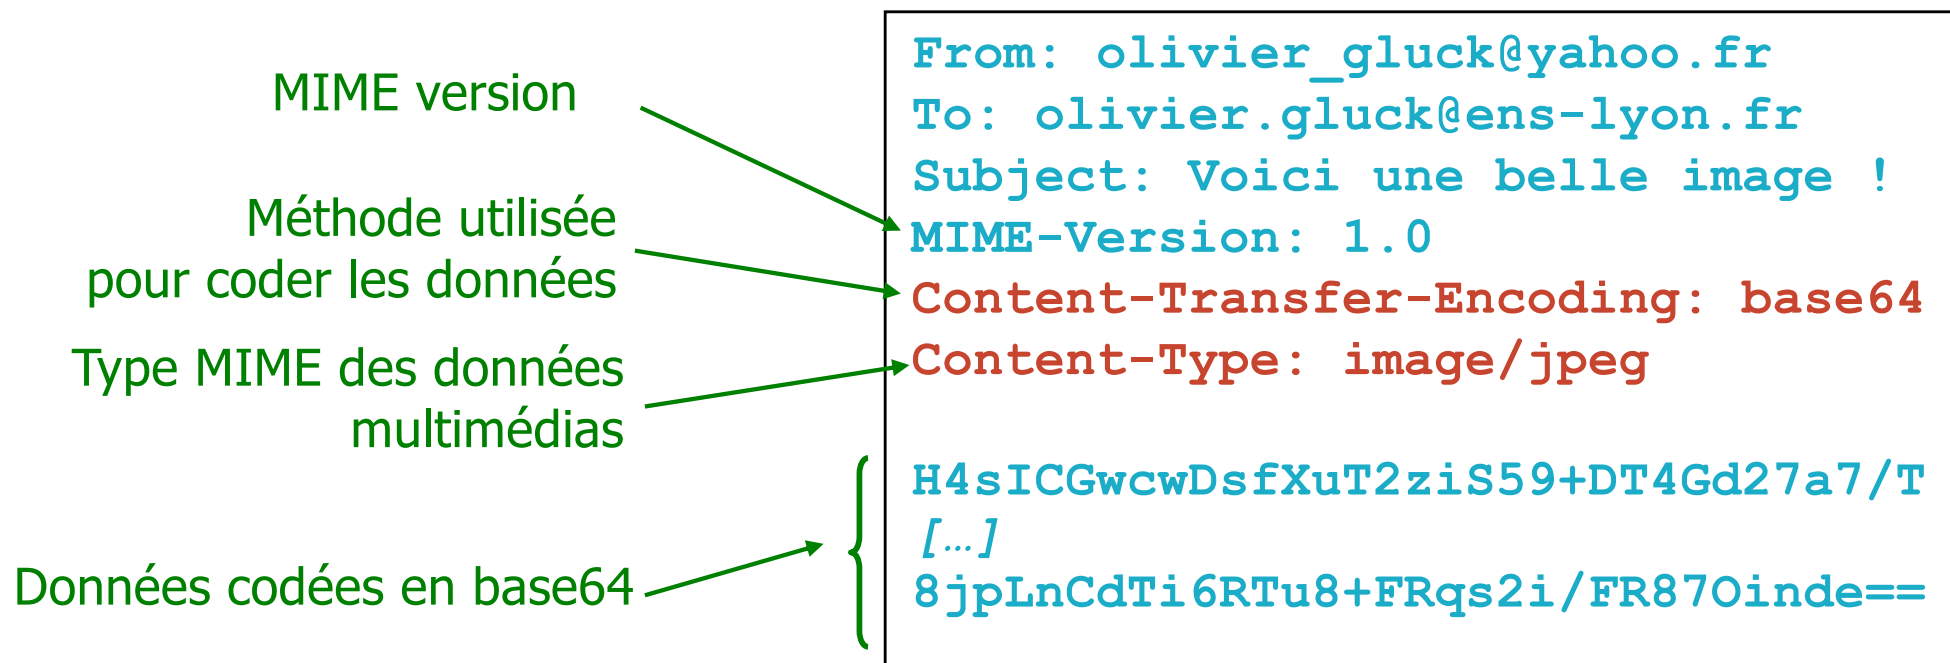 MIME version
Méthode utilisée
pour coder les données
Type MIME des données
multimédias
Données codées en base64
From: olivier_gluck@yahoo.fr
To: olivier.gluck@ens-lyon.fr
Subject: Voici une belle image !
MIME-Version: 1.0
Content-Transfer-Encoding: base64
Content-Type: image/jpeg
H4sICGwcwDsfXuT2ziS59+DT4Gd27a7/T
[…]
8jpLnCdTi6RTu8+FRqs2i/FR87Oinde==